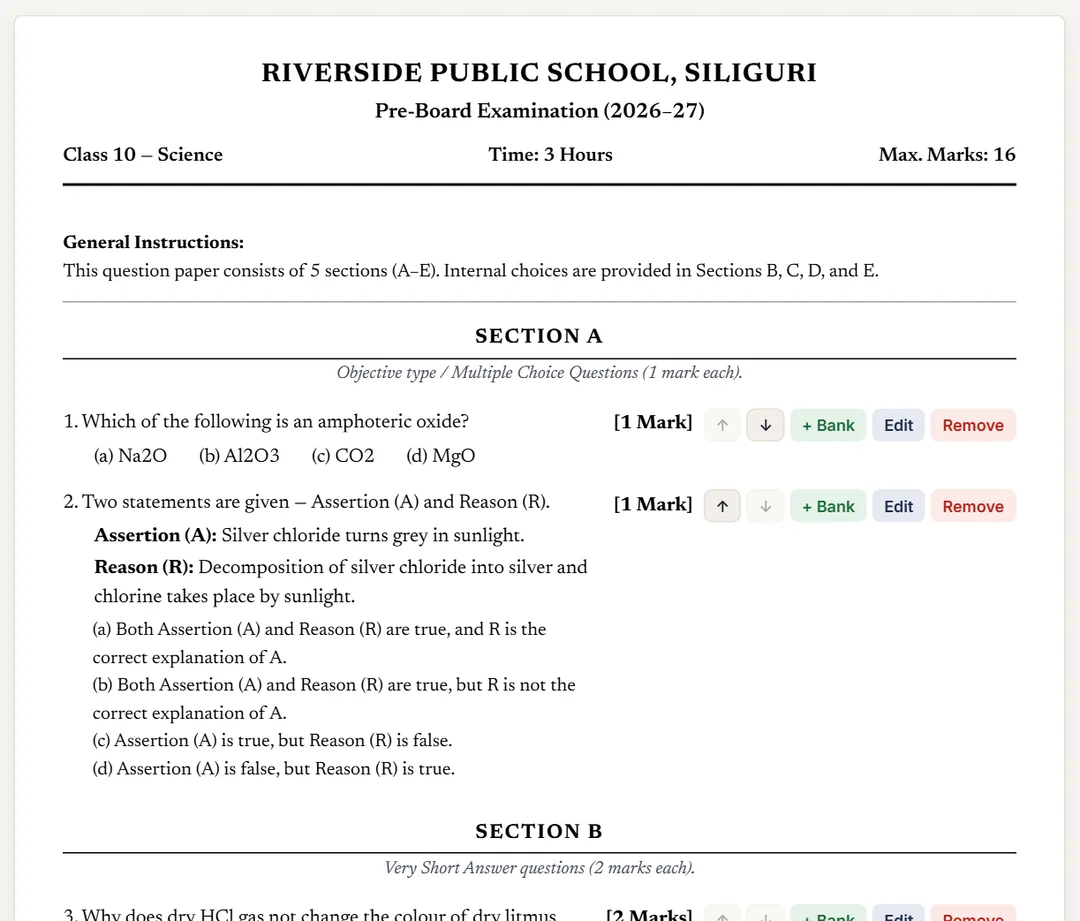 RIVERSIDE PUBLIC SCHOOL, SILIGURI
Pre-Board Examination (2026–27)
Class 10 – Science Time: 3 Hours Max. Marks: 16
General Instructions:
This question paper consists of 5 sections (A–E). Internal choices are provided in Sections B, C, D, and E.
SECTION A
Objective type / Multiple Choice Questions (1 mark each).
1. Which of the following is an amphoteric oxide? [1 Mark] ↑ ↓ + Bank Edit Remove
(a) Na2O (b) Al2O3 (c) CO2 (d) MgO
2. Two statements are given – Assertion (A) and Reason (R). [1 Mark] ↑ ↓ + Bank Edit Remove
Assertion (A): Silver chloride turns grey in sunlight.
Reason (R): Decomposition of silver chloride into silver and
chlorine takes place by sunlight.
(a) Both Assertion (A) and Reason (R) are true, and R is the
correct explanation of A.
(b) Both Assertion (A) and Reason (R) are true, but R is not the
correct explanation of A.
(c) Assertion (A) is true, but Reason (R) is false.
(d) Assertion (A) is false, but Reason (R) is true.
SECTION B
Very Short Answer questions (2 marks each).
3. Why does dry HCl gas not change the colour of dry litmus [2 Marks] ↑ ↓ + Bank Edit Remove